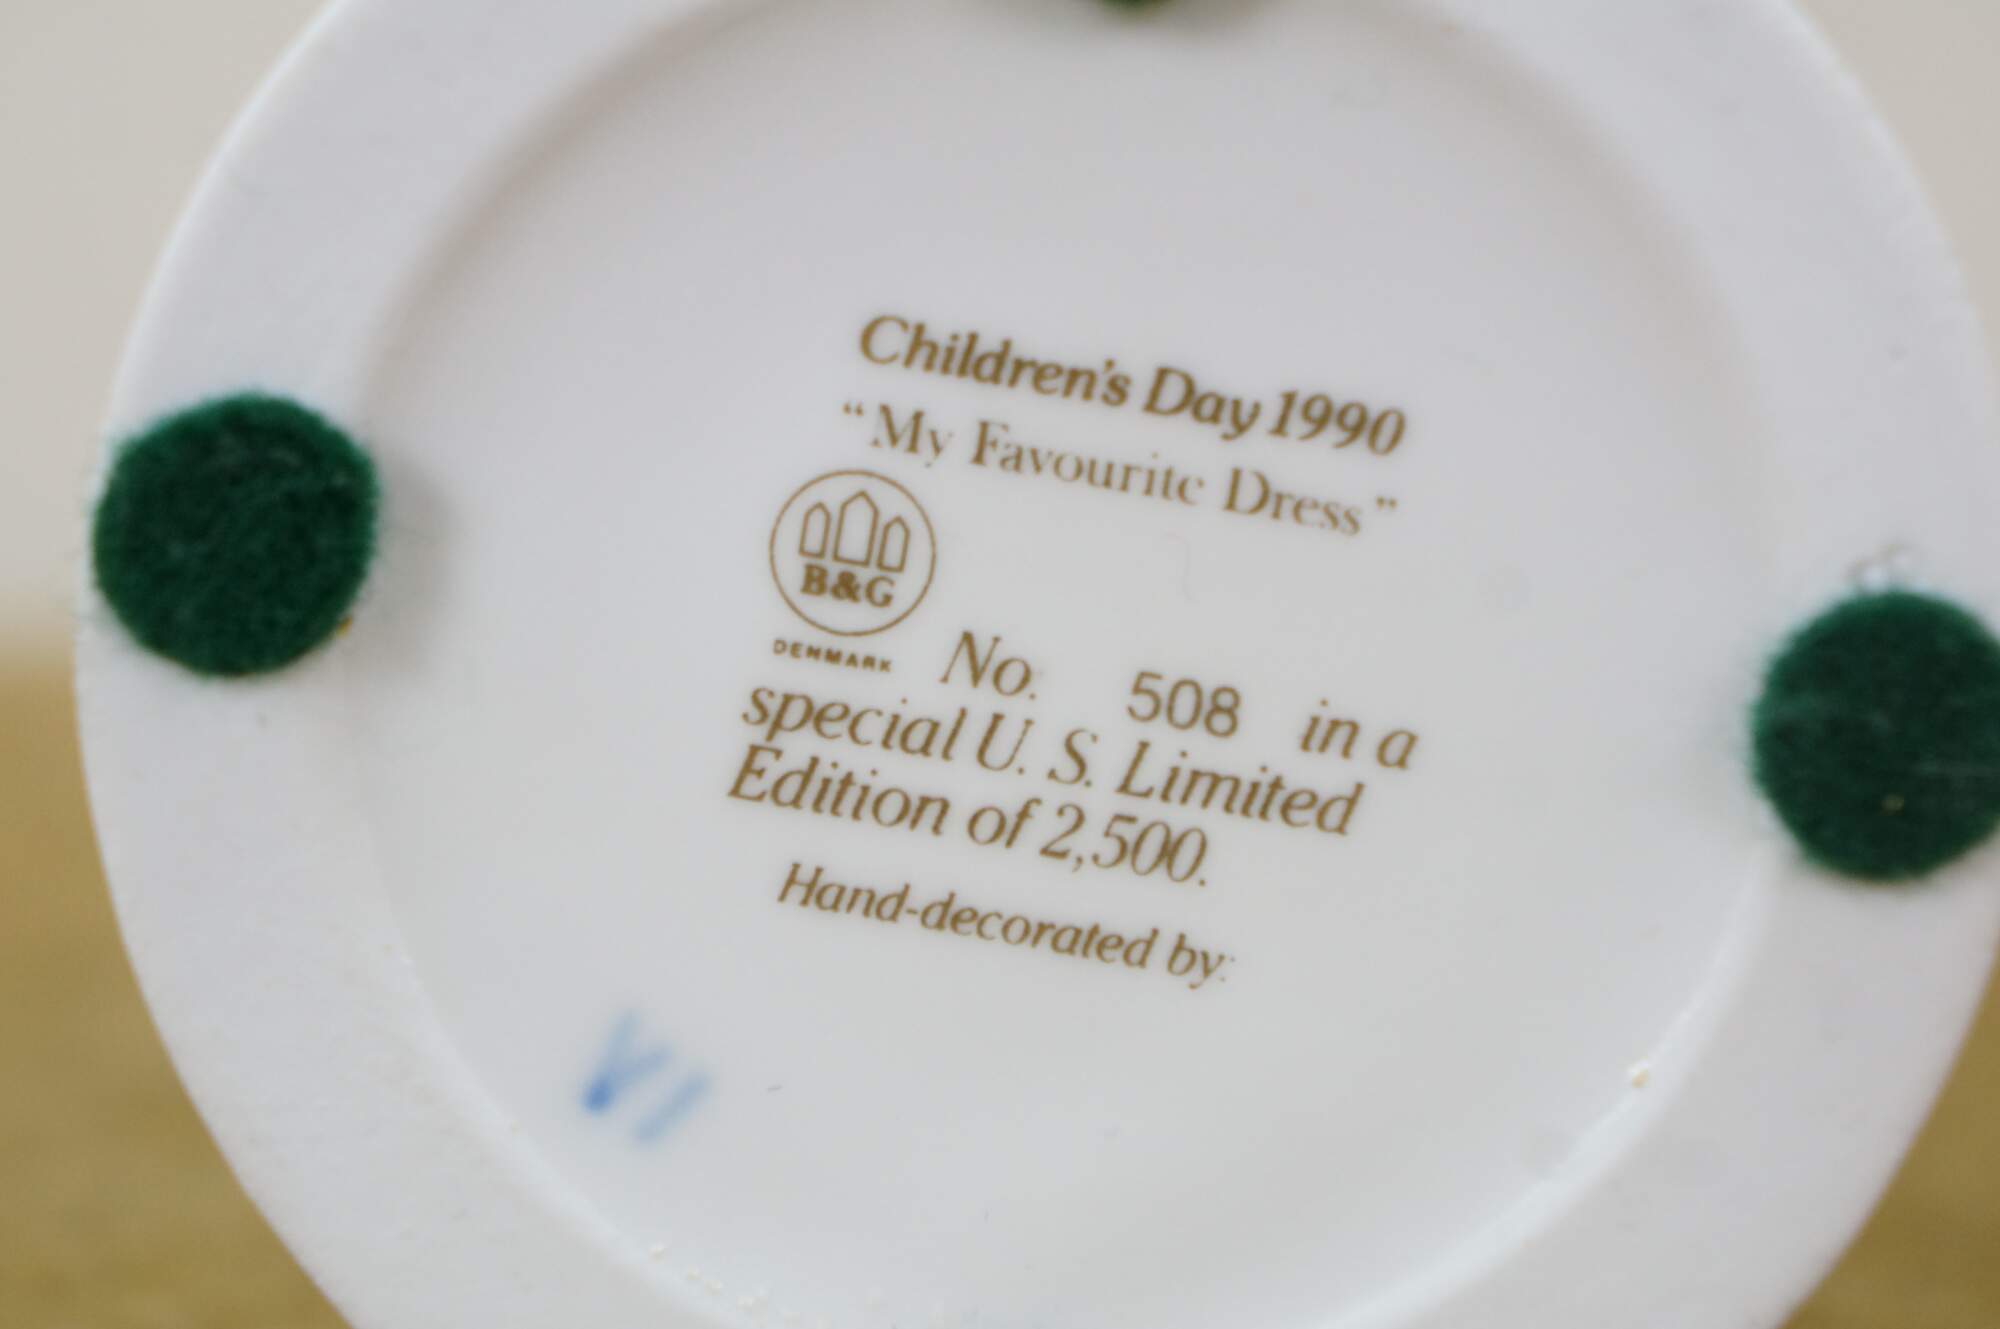 Children's Day 1990
“My Favourite Dress”
B&G
DENMARK
No. 508 in a
special U. S. Limited
Edition of 2,500.
Hand-decorated by: